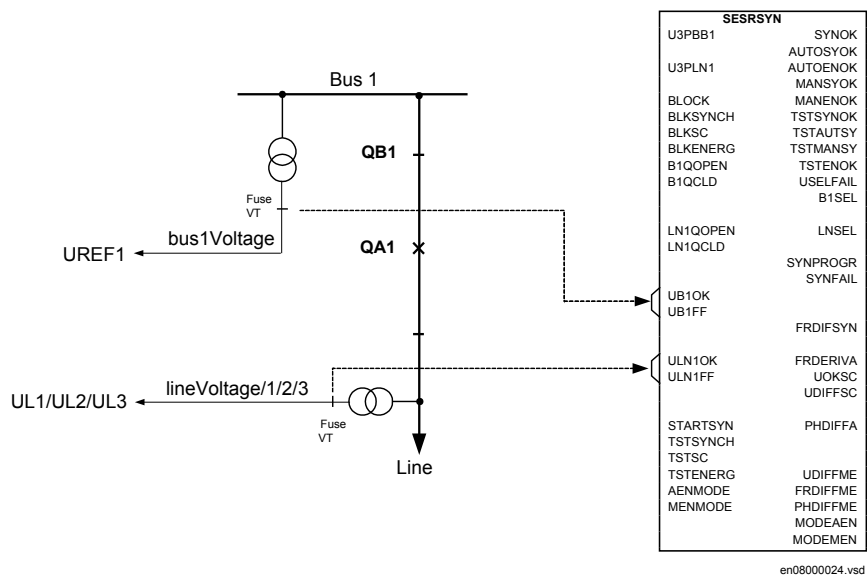 Bus 1
QB1
Fuse
VT
bus1Voltage
UREF1
QA1
lineVoltage/1/2/3
UL1/UL2/UL3
Fuse
VT
Line
SESRSYN
U3PBB1 SYNOK
AUTOSYOK
U3PLN1 AUTOENOK
MANSYOK
BLOCK MANENOK
BLKSYNCH TSTSYNOK
BLKSC TSTAUTSY
BLKENERG TSTMANSY
B1QOPEN TSTENOK
B1QCLD USELFAIL
B1SEL
LN1QOPEN LNSEL
LN1QCLD
SYNPROGR
SYNFAIL
UB1OK
UB1FF
FRDIFSYN
ULN1OK FRDERIVA
ULN1FF UOKSC
UDIFFSC
STARTSYN PHDIFFA
TSTSYNCH
TSTSC
TSTENERG UDIFFME
AENMODE FRDIFFME
MENMODE PHDIFFME
MODEAEN
MODEMEN
en08000024.vsd